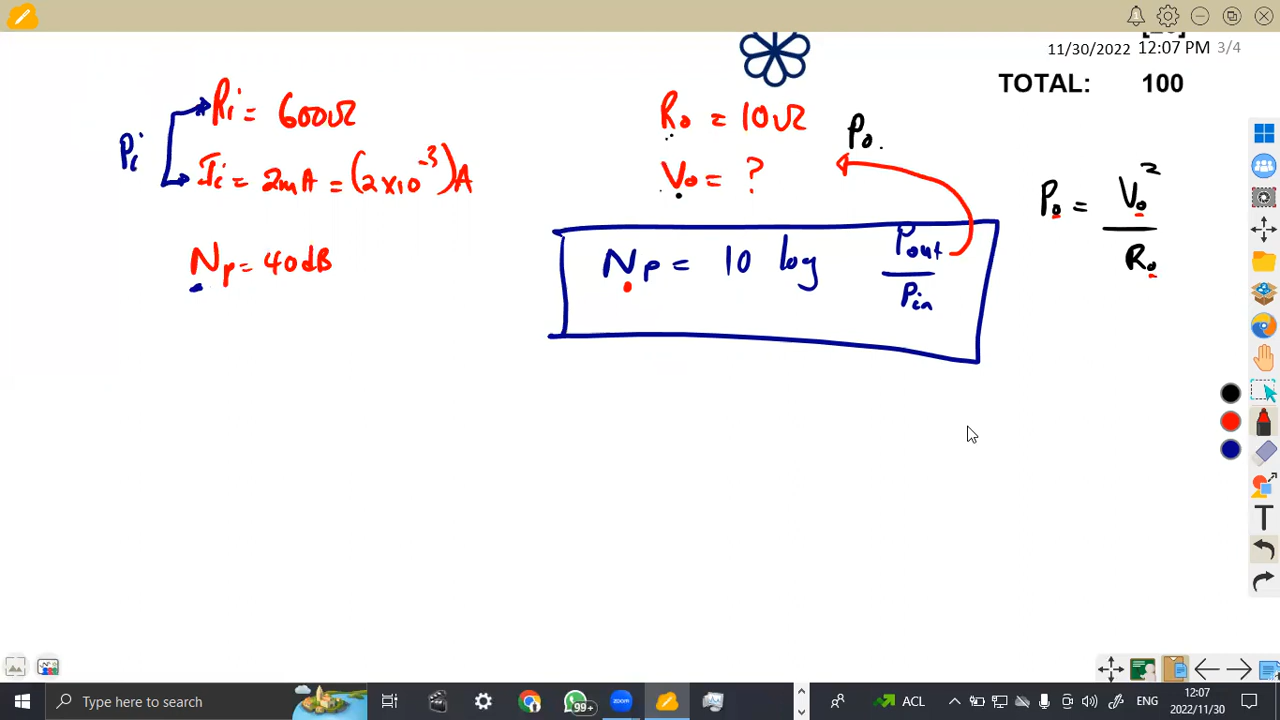 11/30/2022 12:07 PM 3/4
TOTAL: 100
Ri = 600Ω
Pi
Ii = 2mA = (2x10⁻³)A
Np = 40dB
Ro = 10Ω
Vo = ?
Po
Np = 10 log Pout/Pin
Po = Vo²/Ro
Type here to search
99+
ACL
ENG
12:07
2022/11/30